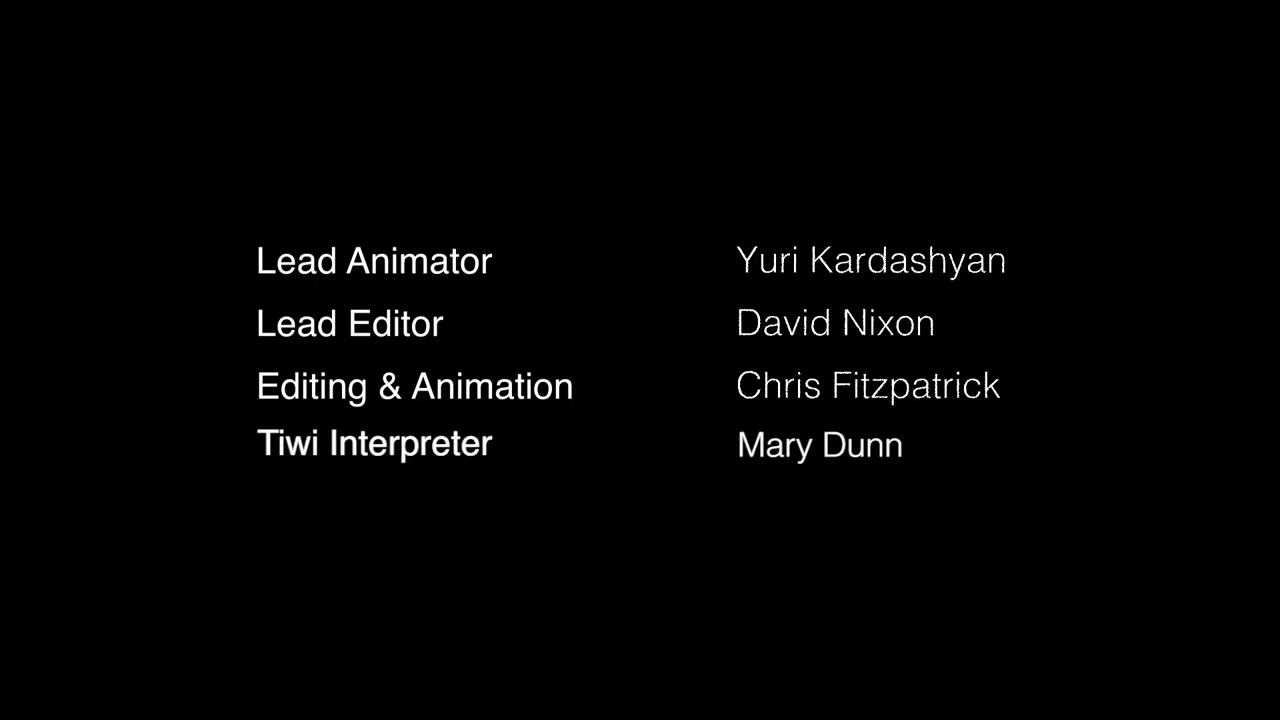 Lead Animator Yuri Kardashyan
Lead Editor David Nixon
Editing & Animation Chris Fitzpatrick
Tiwi Interpreter Mary Dunn